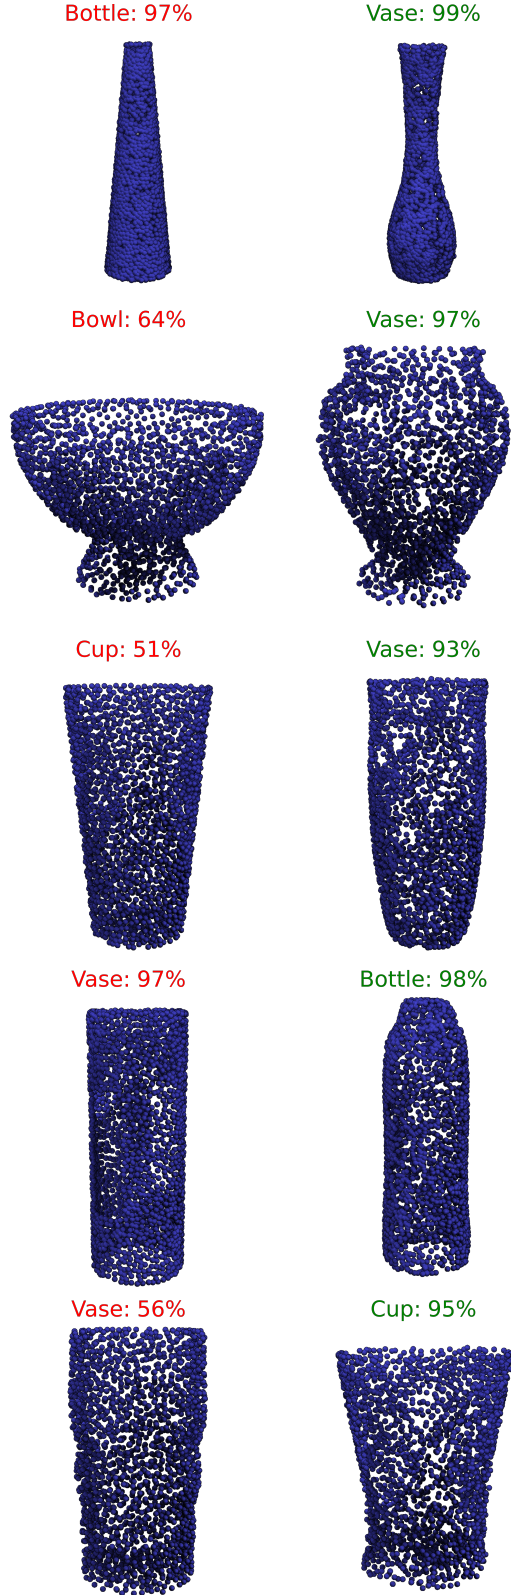 Bottle: 97%
Vase: 99%
Bowl: 64%
Vase: 97%
Cup: 51%
Vase: 93%
Vase: 97%
Bottle: 98%
Vase: 56%
Cup: 95%